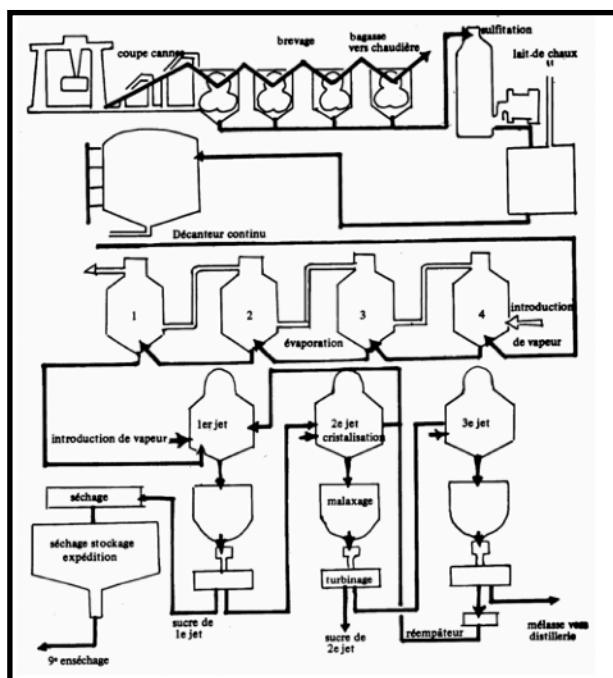 sulfitation
coupe cannes
brevage
bagasse
vers chaudière
lait de chaux
Décanteur continu
1
2
3
4
introduction
de vapeur
évaporation
1er jet
2e jet
cristalisation
3e jet
introduction de vapeur
séchage
malaxage
séchage stockage
expédition
turbinage
sucre de
1e jet
sucre de
2e jet
réempâteur
mélasse vers
distillerie
9e enséchage